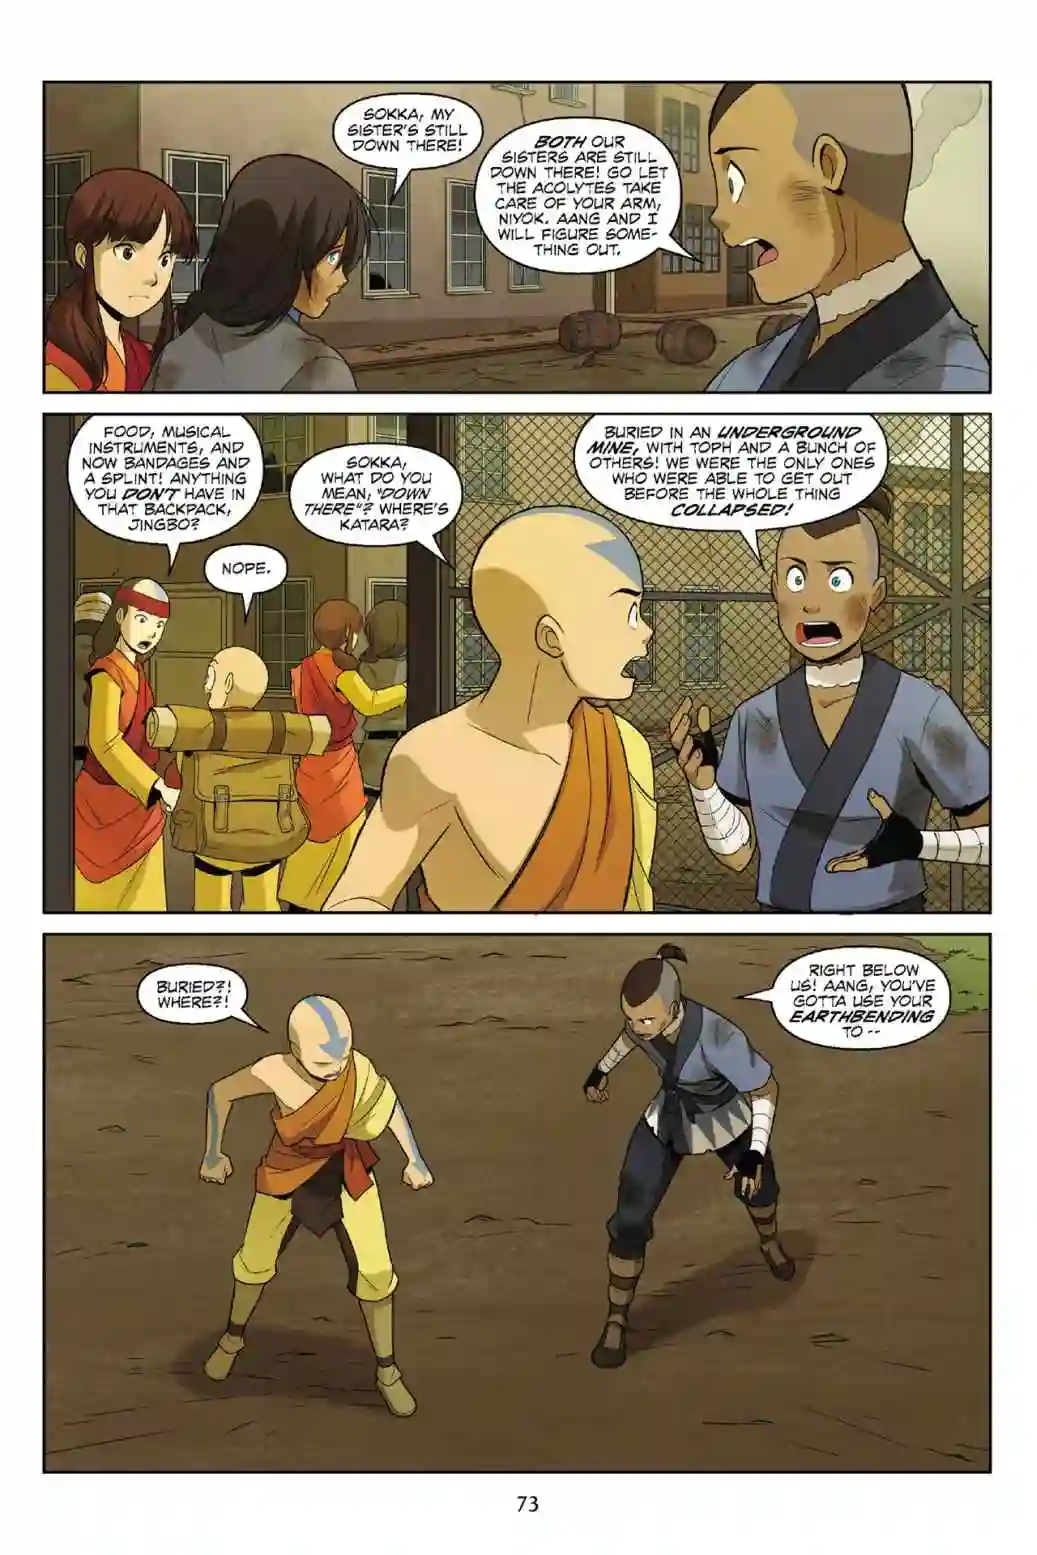 SOKKA, MY
SISTER'S STILL
DOWN THERE!
BOTH OUR
SISTERS ARE STILL
DOWN THERE! GO LET
THE ACOLYTES TAKE
CARE OF YOUR ARM,
NIYOK. AANG AND I
WILL FIGURE SOME-
THING OUT.
FOOD, MUSICAL
INSTRUMENTS, AND
NOW BANDAGES AND
A SPLINT! ANYTHING
YOU DON'T HAVE IN
THAT BACKPACK,
JINGBO?
NOPE.
SOKKA,
WHAT DO YOU
MEAN, "DOWN
THERE"? WHERE'S
KATARA?
BURIED IN AN UNDERGROUND
MINE, WITH TOPH AND A BUNCH OF
OTHERS! WE WERE THE ONLY ONES
WHO WERE ABLE TO GET OUT
BEFORE THE WHOLE THING
COLLAPSED!
BURIED?!
WHERE?!
RIGHT BELOW
US! AANG, YOU'VE
GOTTA USE YOUR
EARTHBENDING
TO --
73